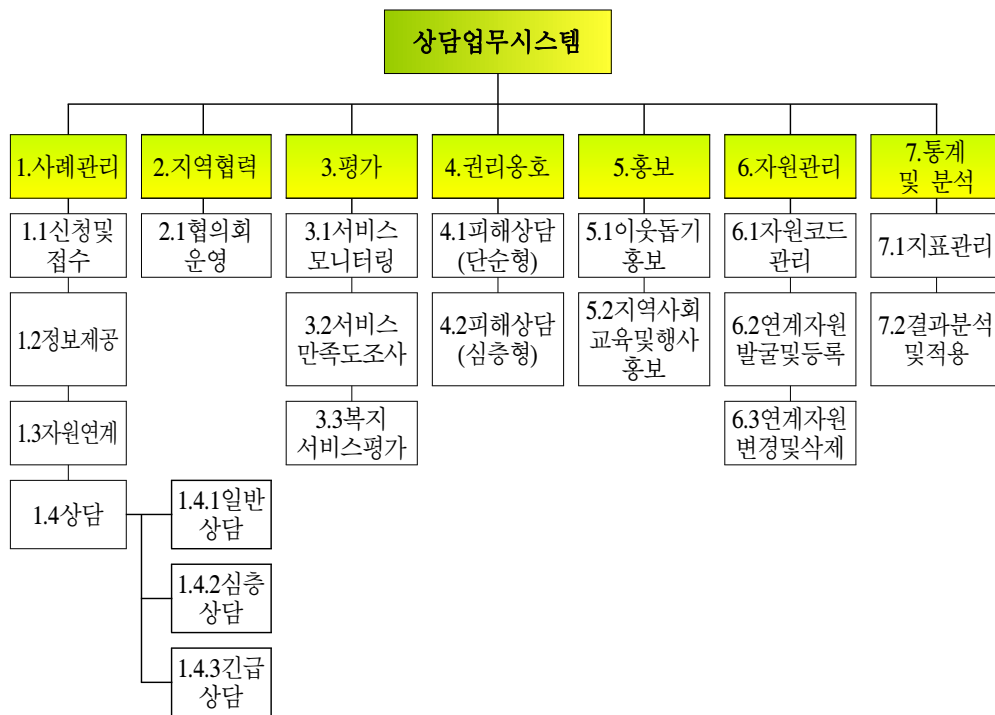 상담업무시스템
1.사례관리
2.지역협력
3.평가
4.권리옹호
5.홍보
6.자원관리
7.통계
및 분석
1.1신청및
접수
2.1협의회
운영
3.1서비스
모니터링
4.1피해상담
(단순형)
5.1이웃돕기
홍보
6.1자원코드
관리
7.1지표관리
1.2정보제공
3.2서비스
만족도조사
4.2피해상담
(심층형)
5.2지역사회
교육및행사
홍보
6.2연계자원
발굴및등록
7.2결과분석
및적용
1.3자원연계
3.3복지
서비스평가
6.3연계자원
변경및삭제
1.4상담
1.4.1일반
상담
1.4.2심층
상담
1.4.3긴급
상담